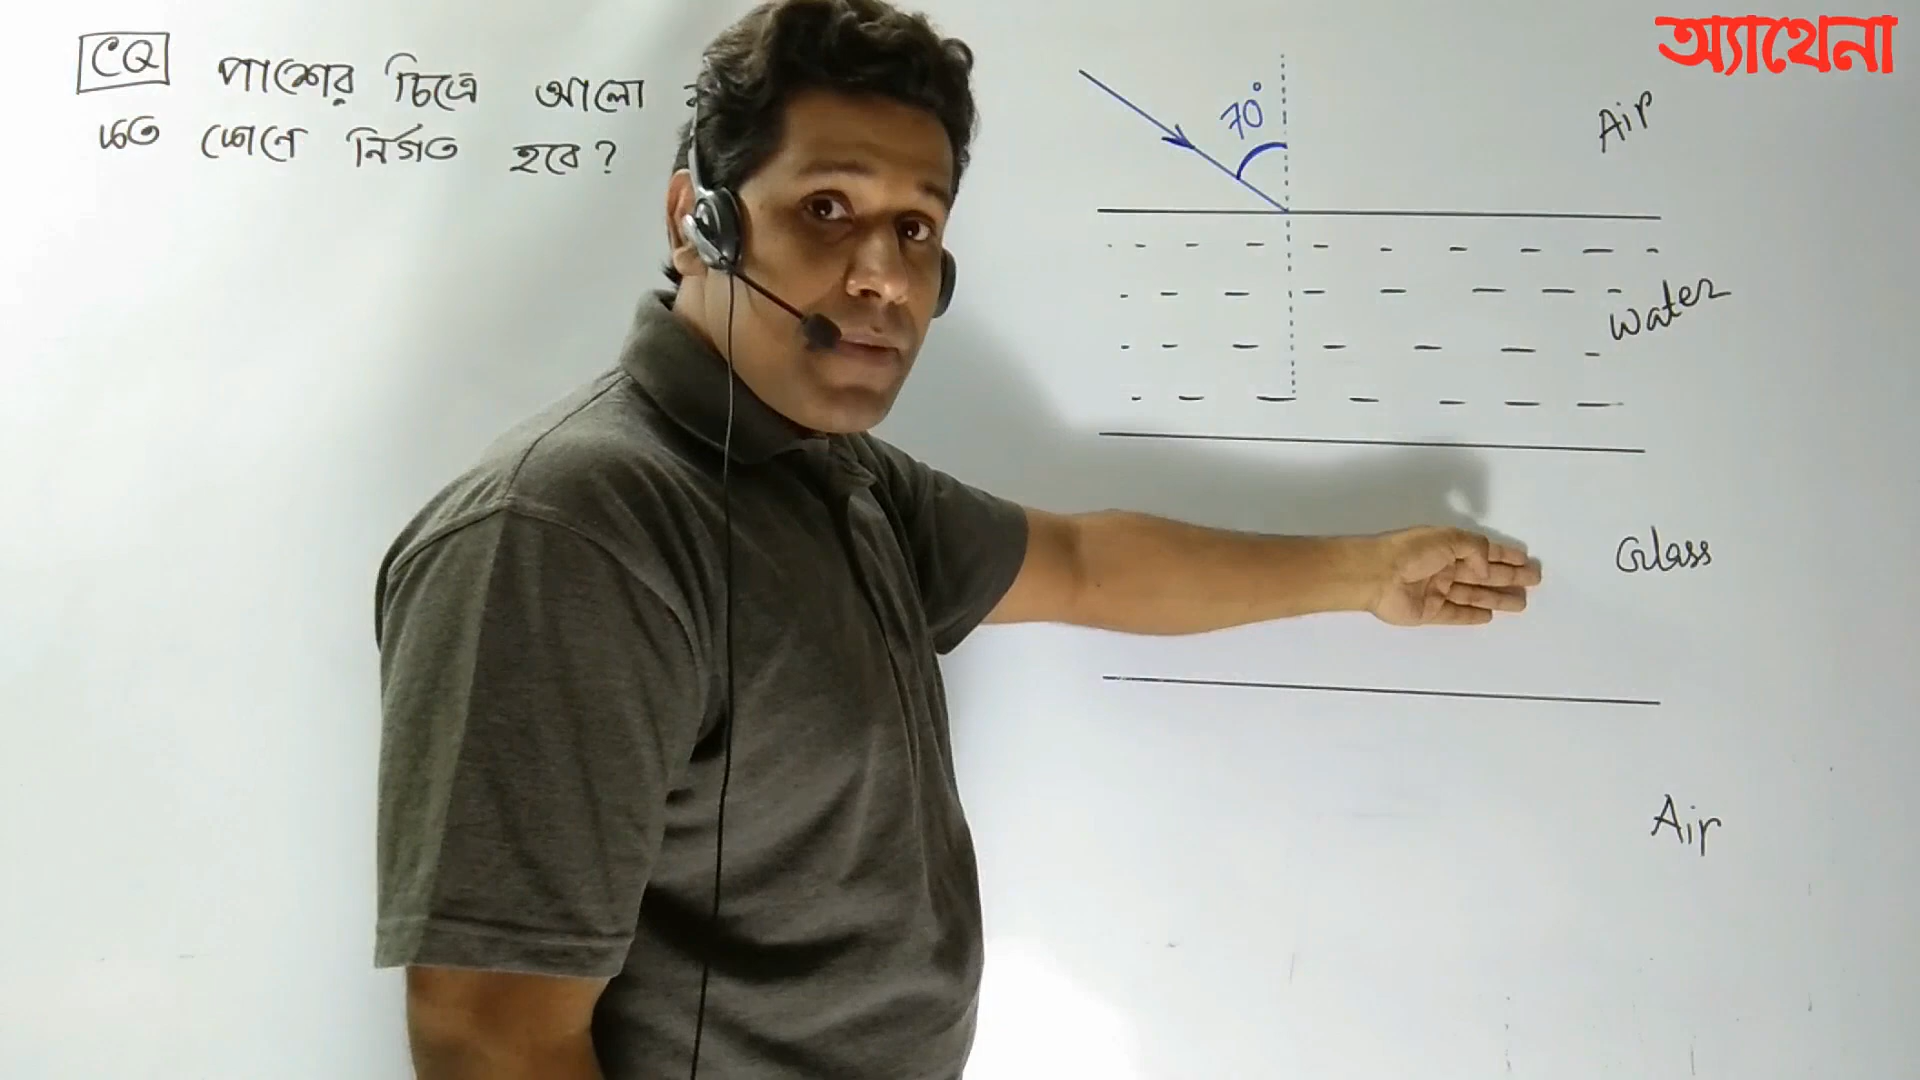 CQ পাশের চিত্রে আলো
কত কোণে নির্গত হবে?
অ্যাথেনা
70°
Air
Water
Glass
Air